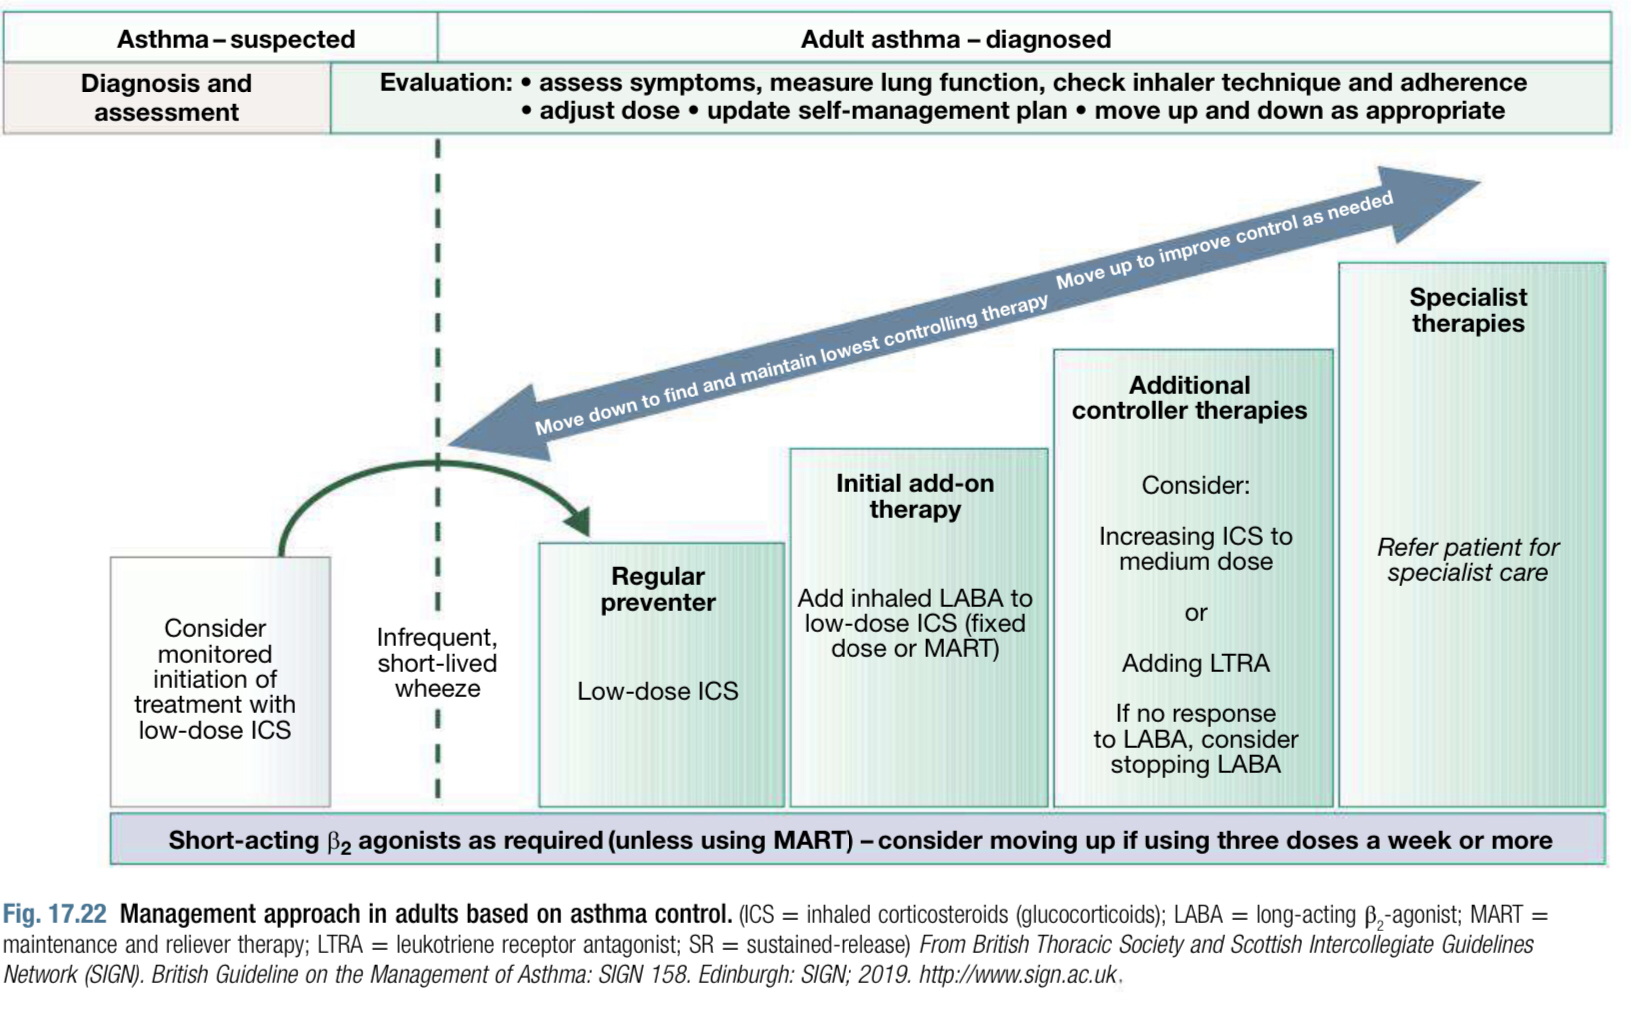 Asthma – suspected
Adult asthma – diagnosed
Diagnosis and
assessment
Evaluation: • assess symptoms, measure lung function, check inhaler technique and adherence
• adjust dose • update self-management plan • move up and down as appropriate
Move up to improve control as needed
Move down to find and maintain lowest controlling therapy
Consider
monitored
initiation of
treatment with
low-dose ICS
Infrequent,
short-lived
wheeze
Regular
preventer
Low-dose ICS
Initial add-on
therapy
Add inhaled LABA to
low-dose ICS (fixed
dose or MART)
Additional
controller therapies
Consider:
Increasing ICS to
medium dose
or
Adding LTRA
If no response
to LABA, consider
stopping LABA
Specialist
therapies
Refer patient for
specialist care
Short-acting β₂ agonists as required (unless using MART) – consider moving up if using three doses a week or more
Fig. 17.22 Management approach in adults based on asthma control. (ICS = inhaled corticosteroids (glucocorticoids); LABA = long-acting β₂-agonist; MART =
maintenance and reliever therapy; LTRA = leukotriene receptor antagonist; SR = sustained-release) From British Thoracic Society and Scottish Intercollegiate Guidelines
Network (SIGN). British Guideline on the Management of Asthma: SIGN 158. Edinburgh: SIGN; 2019. http://www.sign.ac.uk.